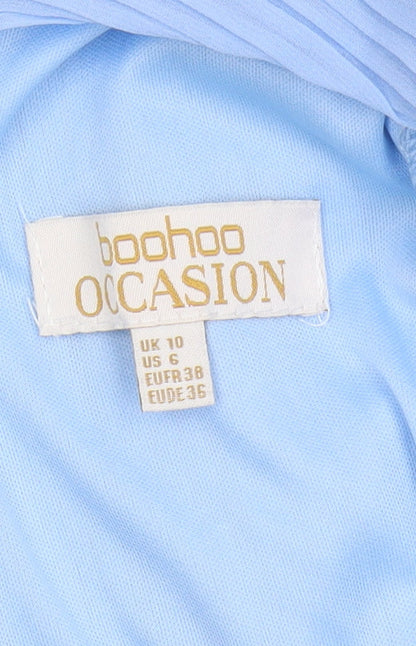 boohoo
OCCASION
UK 10
US 6
EUFR38
EUDE36